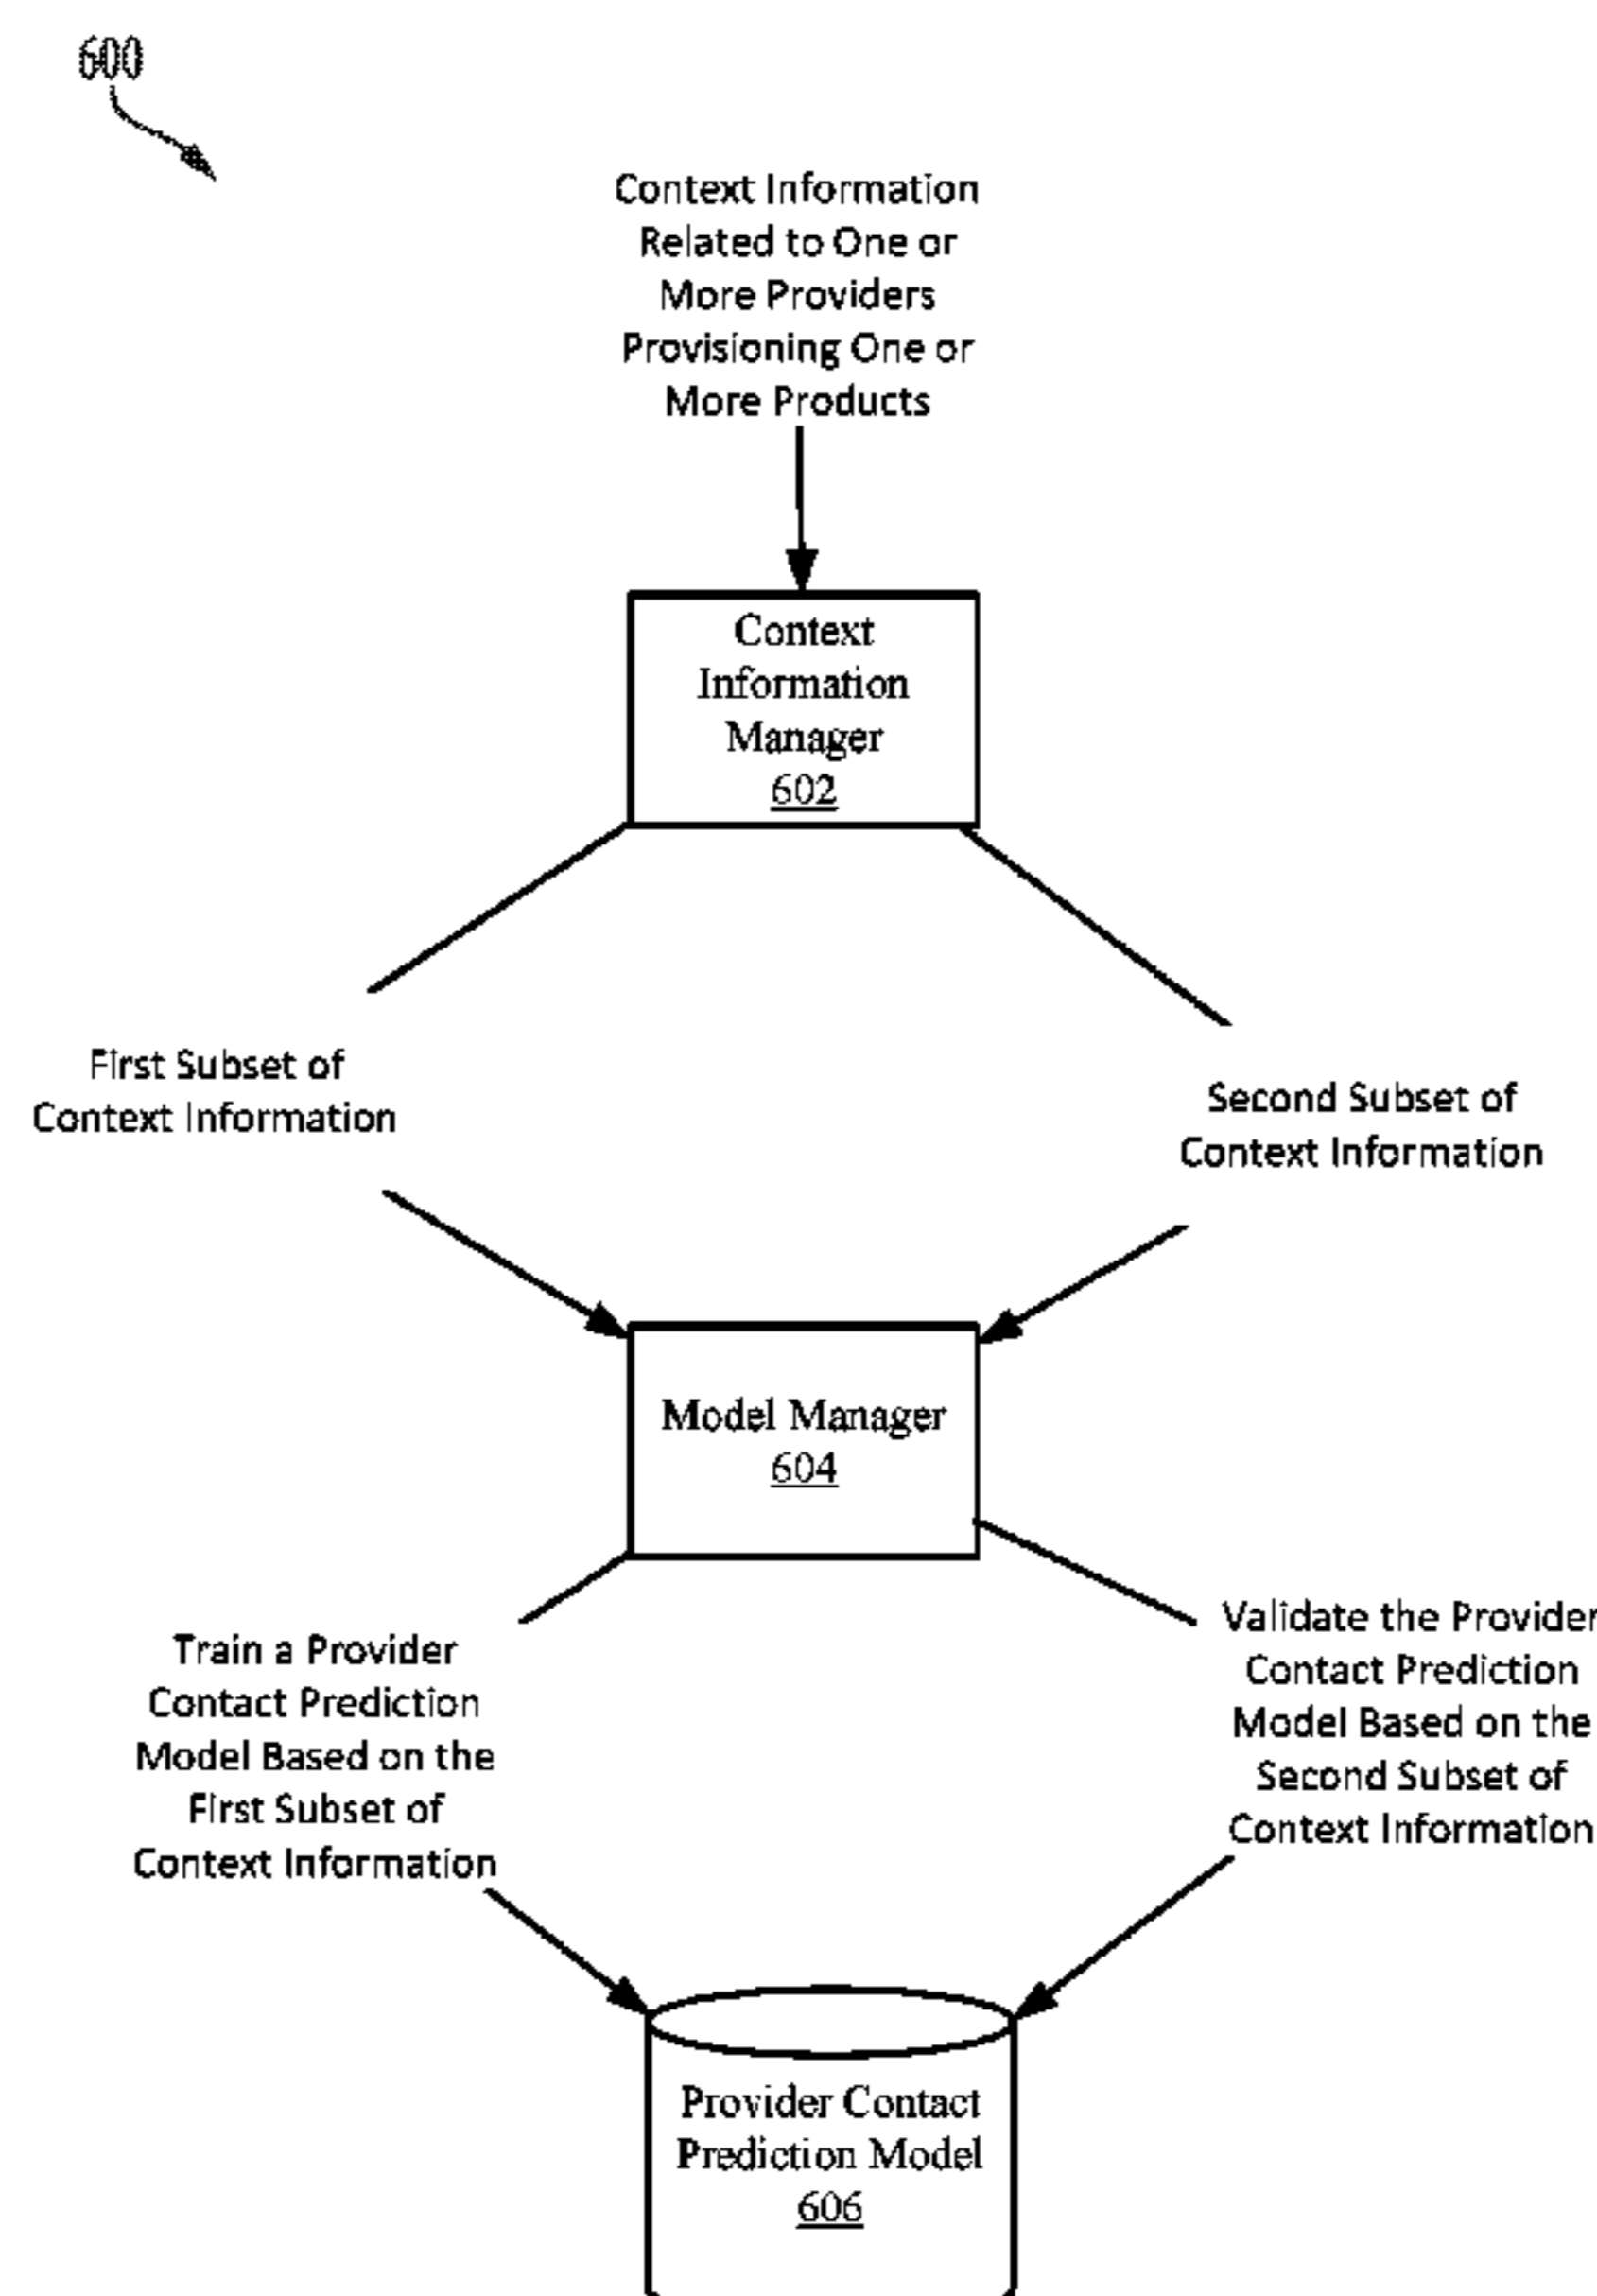 600
Context Information
Related to One or
More Providers
Provisioning One or
More Products
Context
Information
Manager
602
First Subset of
Context Information
Second Subset of
Context Information
Model Manager
604
Train a Provider
Contact Prediction
Model Based on the
First Subset of
Context Information
Validate the Provider
Contact Prediction
Model Based on the
Second Subset of
Context Information
Provider Contact
Prediction Model
606